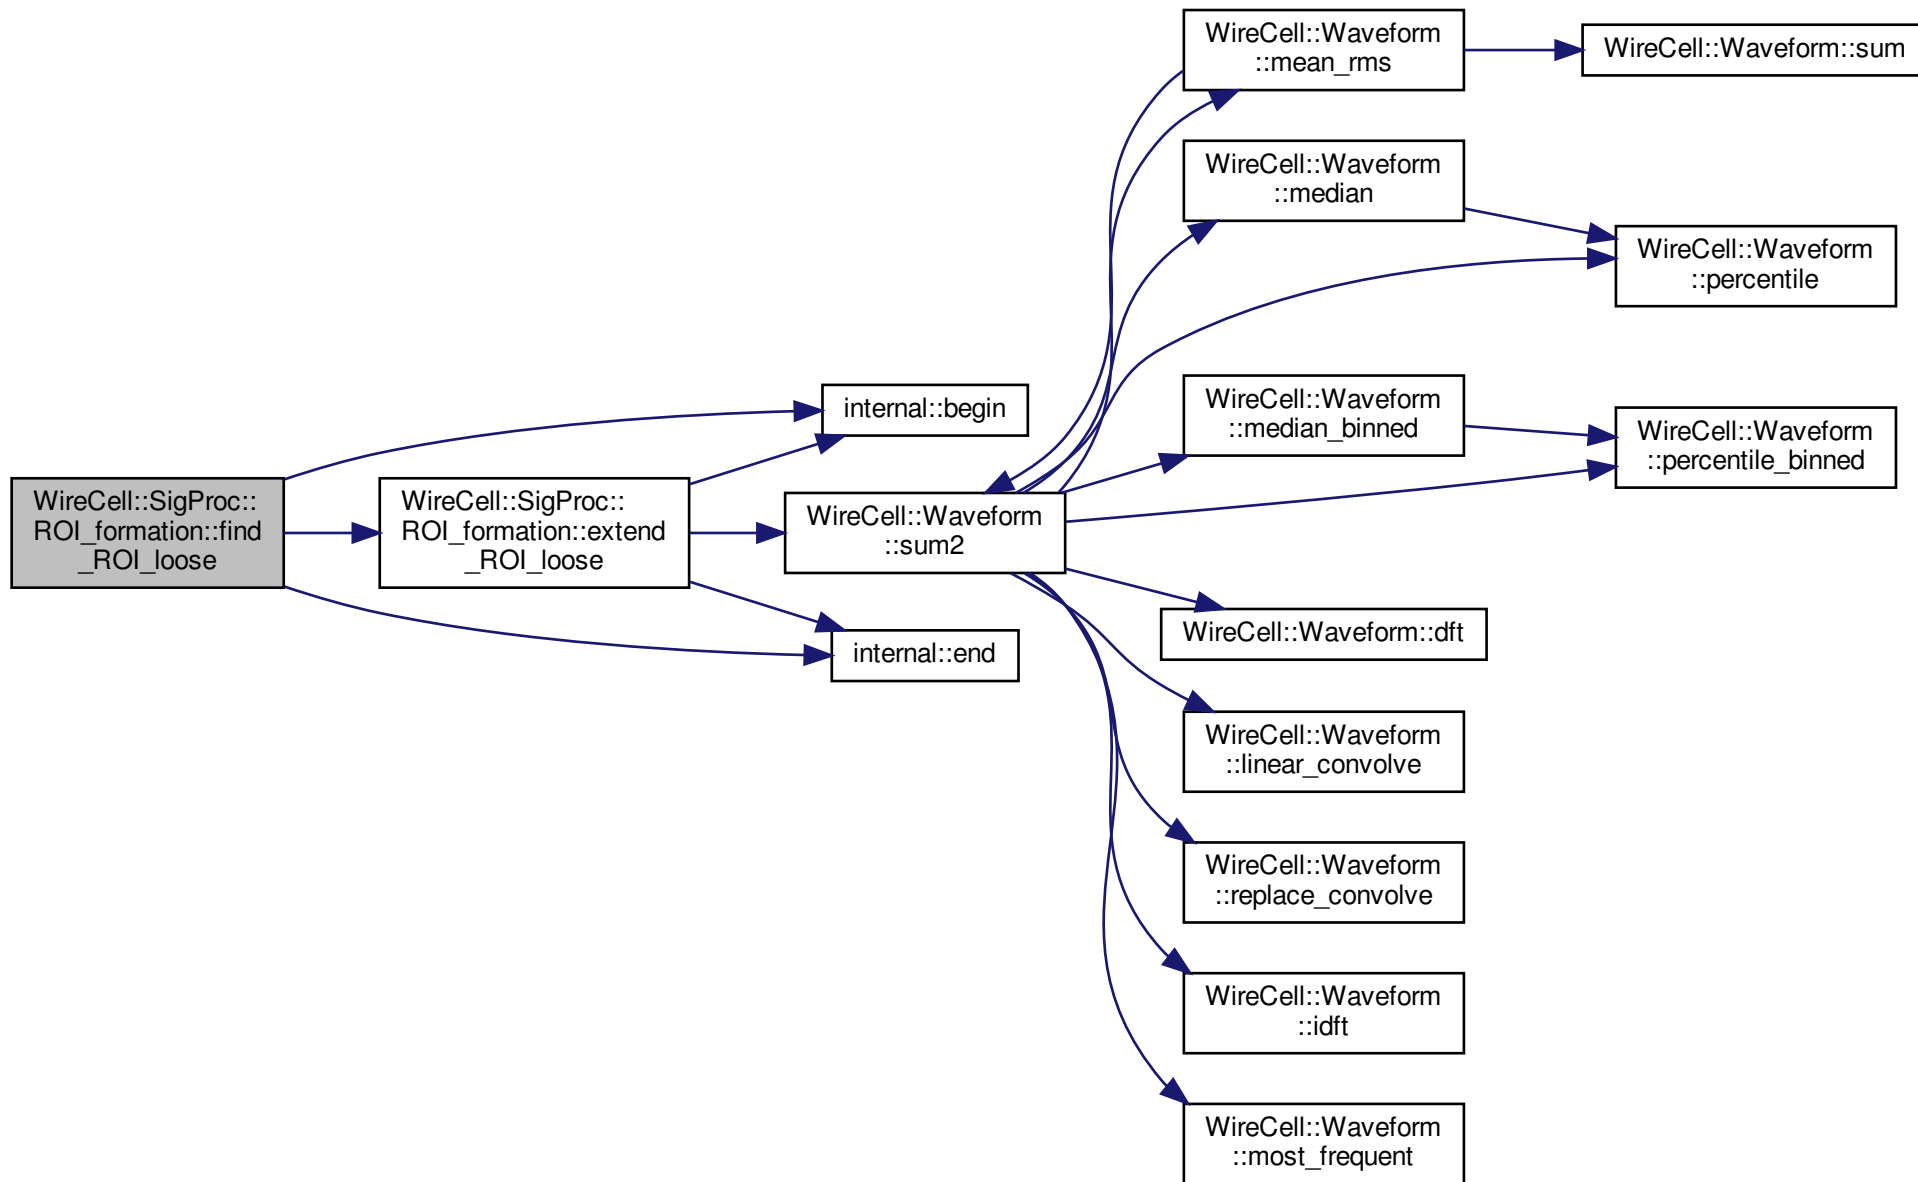 WireCell::SigProc::
ROI_formation::find
_ROI_loose
WireCell::SigProc::
ROI_formation::extend
_ROI_loose
internal::begin
internal::end
WireCell::Waveform
::sum2
WireCell::Waveform
::mean_rms
WireCell::Waveform::sum
WireCell::Waveform
::median
WireCell::Waveform
::percentile
WireCell::Waveform
::median_binned
WireCell::Waveform
::percentile_binned
WireCell::Waveform::dft
WireCell::Waveform
::linear_convolve
WireCell::Waveform
::replace_convolve
WireCell::Waveform
::idft
WireCell::Waveform
::most_frequent